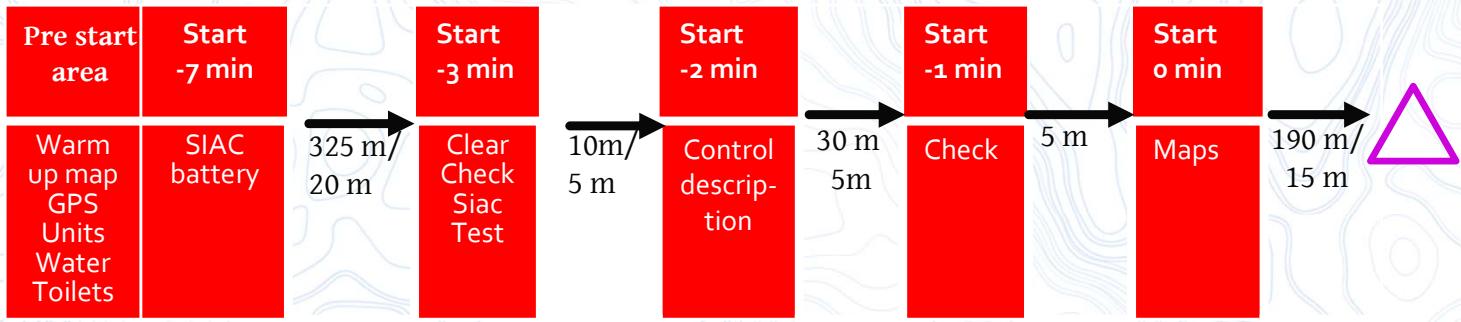 Pre start
area
Start
-7 min
Start
-3 min
Start
-2 min
Start
-1 min
Start
0 min
Warm
up map
GPS
Units
Water
Toilets
SIAC
battery
325 m/
20 m
Clear
Check
Siac
Test
10m/
5 m
Control
descrip-
tion
30 m
5m
Check
5 m
Maps
190 m/
15 m